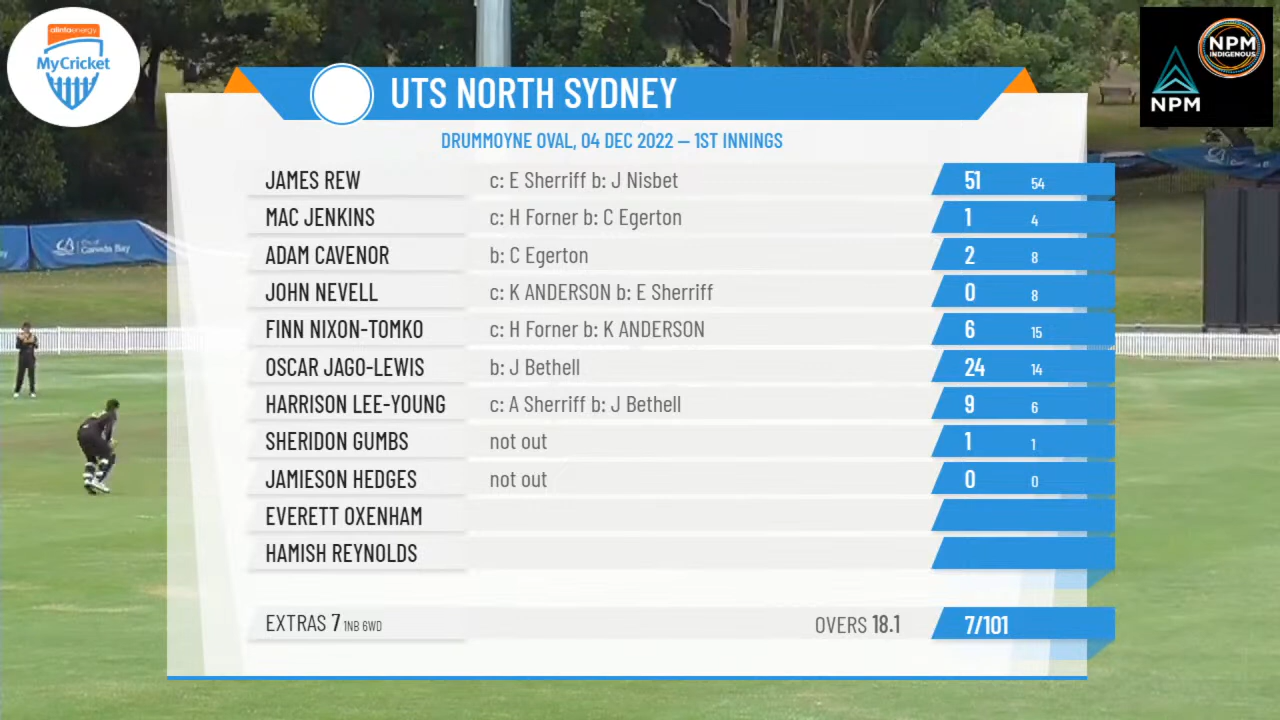 alintaenergy
MyCricket
NPM
INDIGENOUS
NPM
UTS NORTH SYDNEY
DRUMMOYNE OVAL, 04 DEC 2022 – 1ST INNINGS
JAMES REW c: E Sherriff b: J Nisbet 51 54
MAC JENKINS c: H Forner b: C Egerton 1 4
ADAM CAVENOR b: C Egerton 2 8
JOHN NEVELL c: K ANDERSON b: E Sherriff 0 8
FINN NIXON-TOMKO c: H Forner b: K ANDERSON 6 15
OSCAR JAGO-LEWIS b: J Bethell 24 14
HARRISON LEE-YOUNG c: A Sherriff b: J Bethell 9 6
SHERIDON GUMBS not out 1 1
JAMIESON HEDGES not out 0 0
EVERETT OXENHAM
HAMISH REYNOLDS
EXTRAS 7 1NB 6WD OVERS 18.1 7/101
Canada Bay